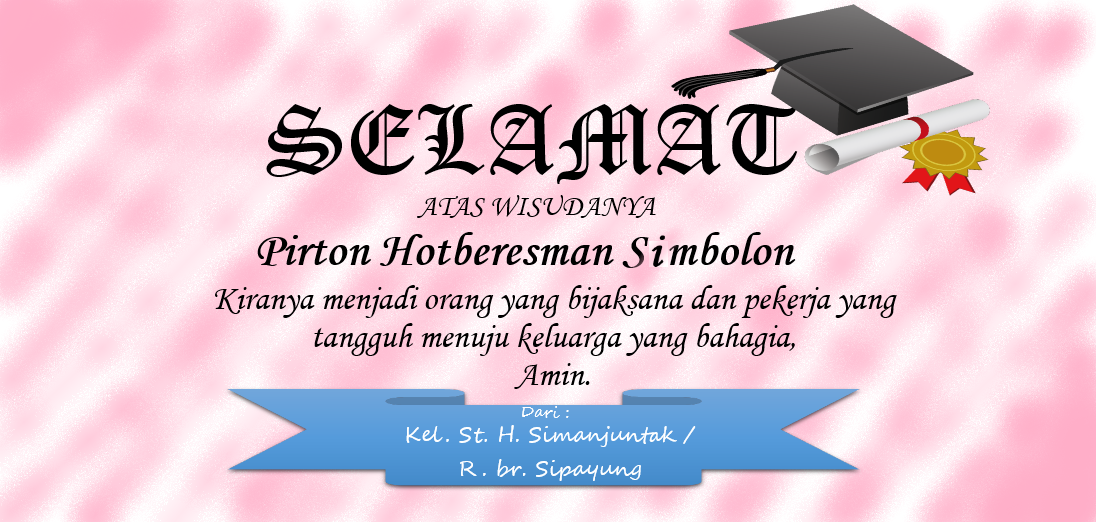 SELAMAT
ATAS WISUDANYA
Pirton Hotberesman Simbolon
Kiranya menjadi orang yang bijaksana dan pekerja yang
tangguh menuju keluarga yang bahagia,
Amin.
Dari :
Kel. St. H. Simanjuntak /
R. br. Sipayung